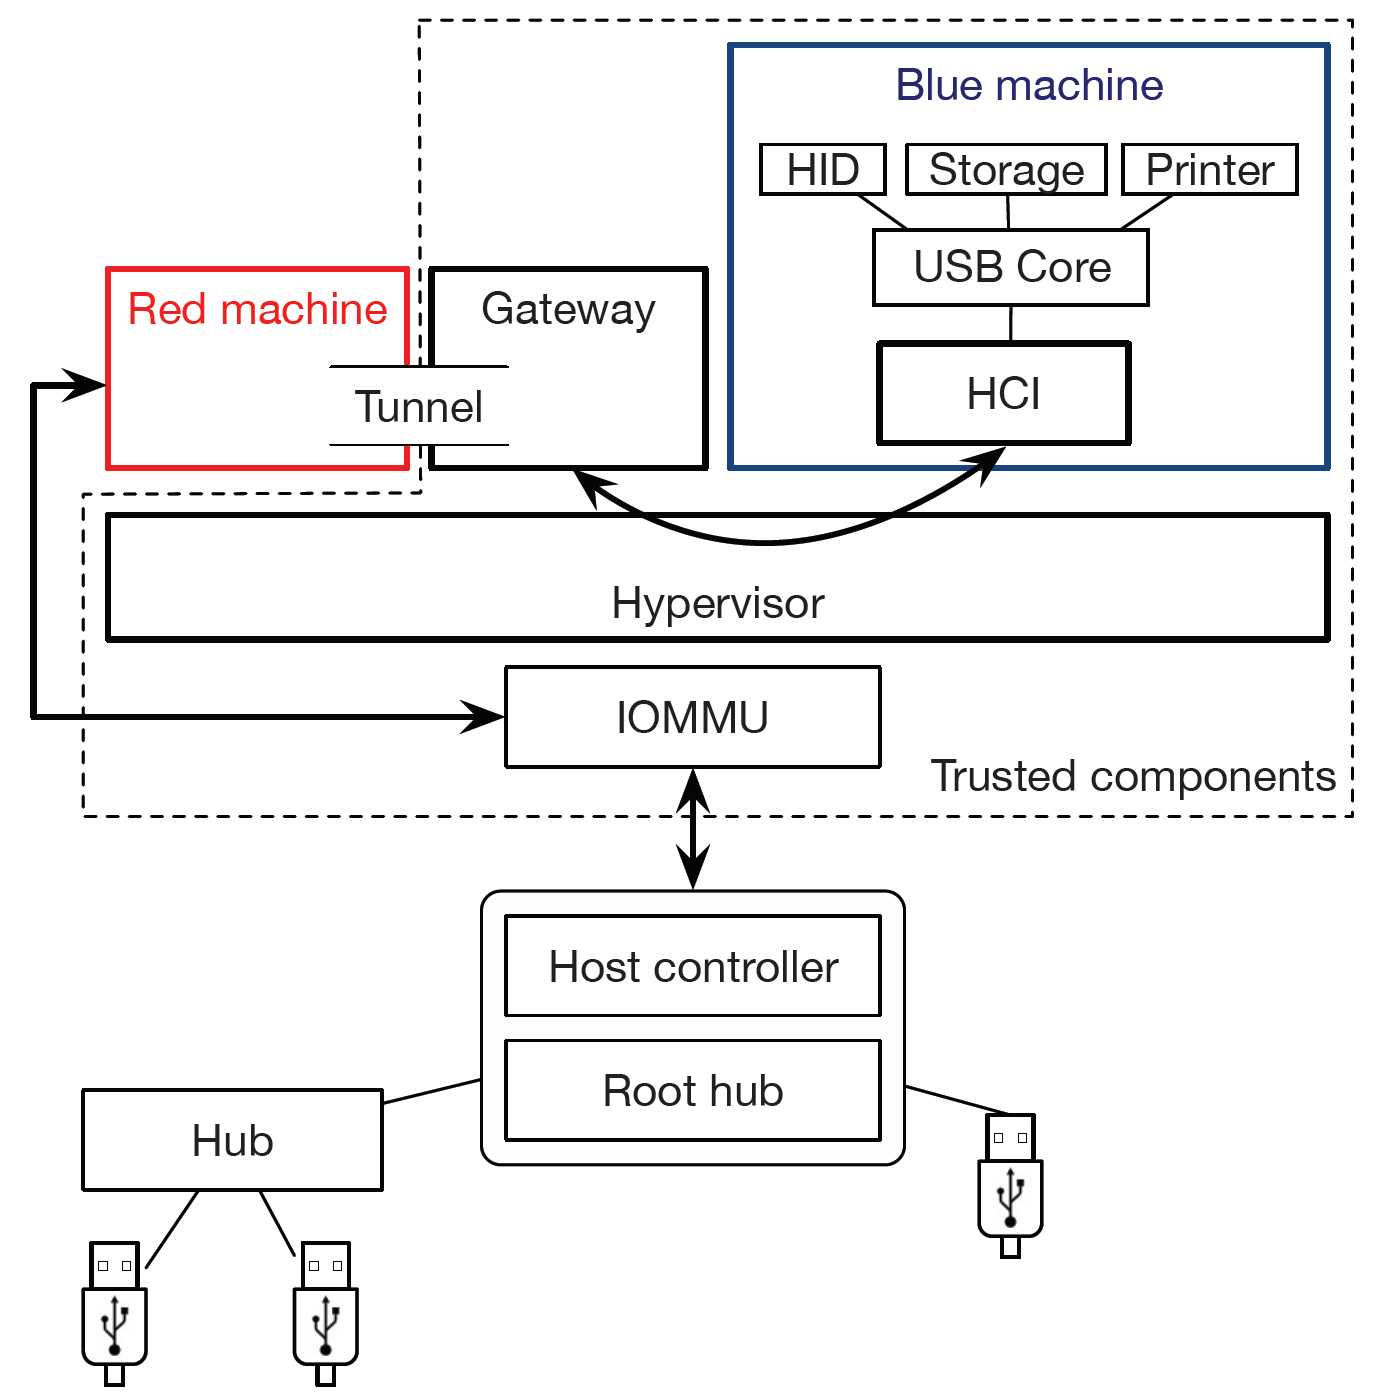 Blue machine
HID
Storage
Printer
USB Core
Red machine
Gateway
Tunnel
HCI
Hypervisor
IOMMU
Trusted components
Host controller
Root hub
Hub